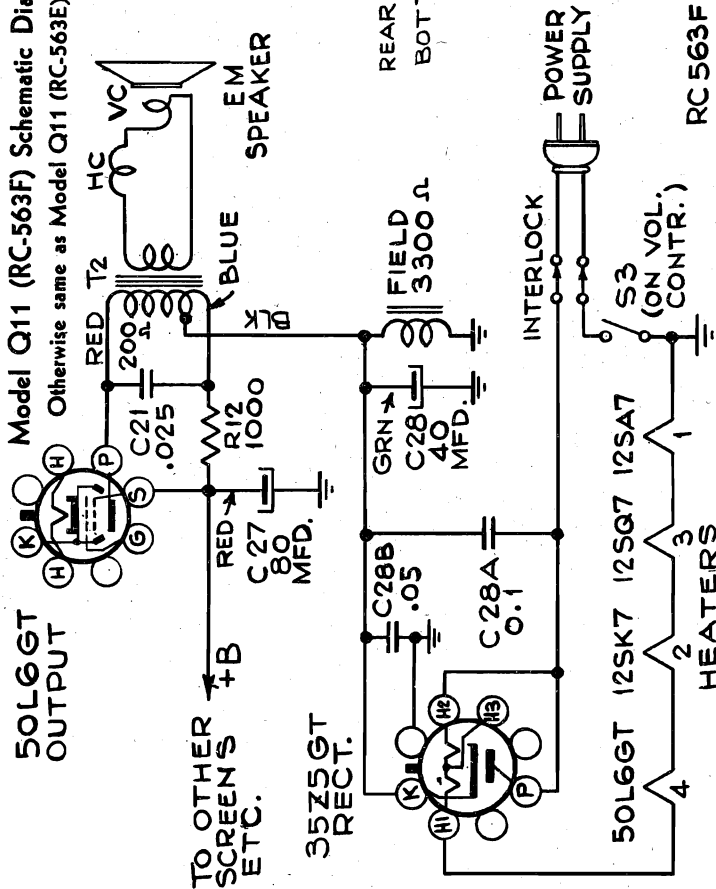 Model Q11 (RC-563F) Schematic Dia
Otherwise same as Model Q11 (RC-563E)
50L6GT
OUTPUT
K
H
H
P
G
S
RED
200
Ω
T2
HC
VC
EM
SPEAKER
C21
.025
BLUE
R12
1000
RED
C27
80
MFD.
BLK
TO OTHER
SCREENS
ETC.
+B
REAR
BOT
35Z5GT
RECT.
K
H1
H2
H3
P
C28B
.05
C28A
0.1
GRN
C28
40
MFD.
FIELD
3300 Ω
INTERLOCK
POWER
SUPPLY
S3
(ON VOL.
CONTR.)
50L6GT 12SK7 12SQ7 12SA7
4 2 3 1
HEATERS
RC563F